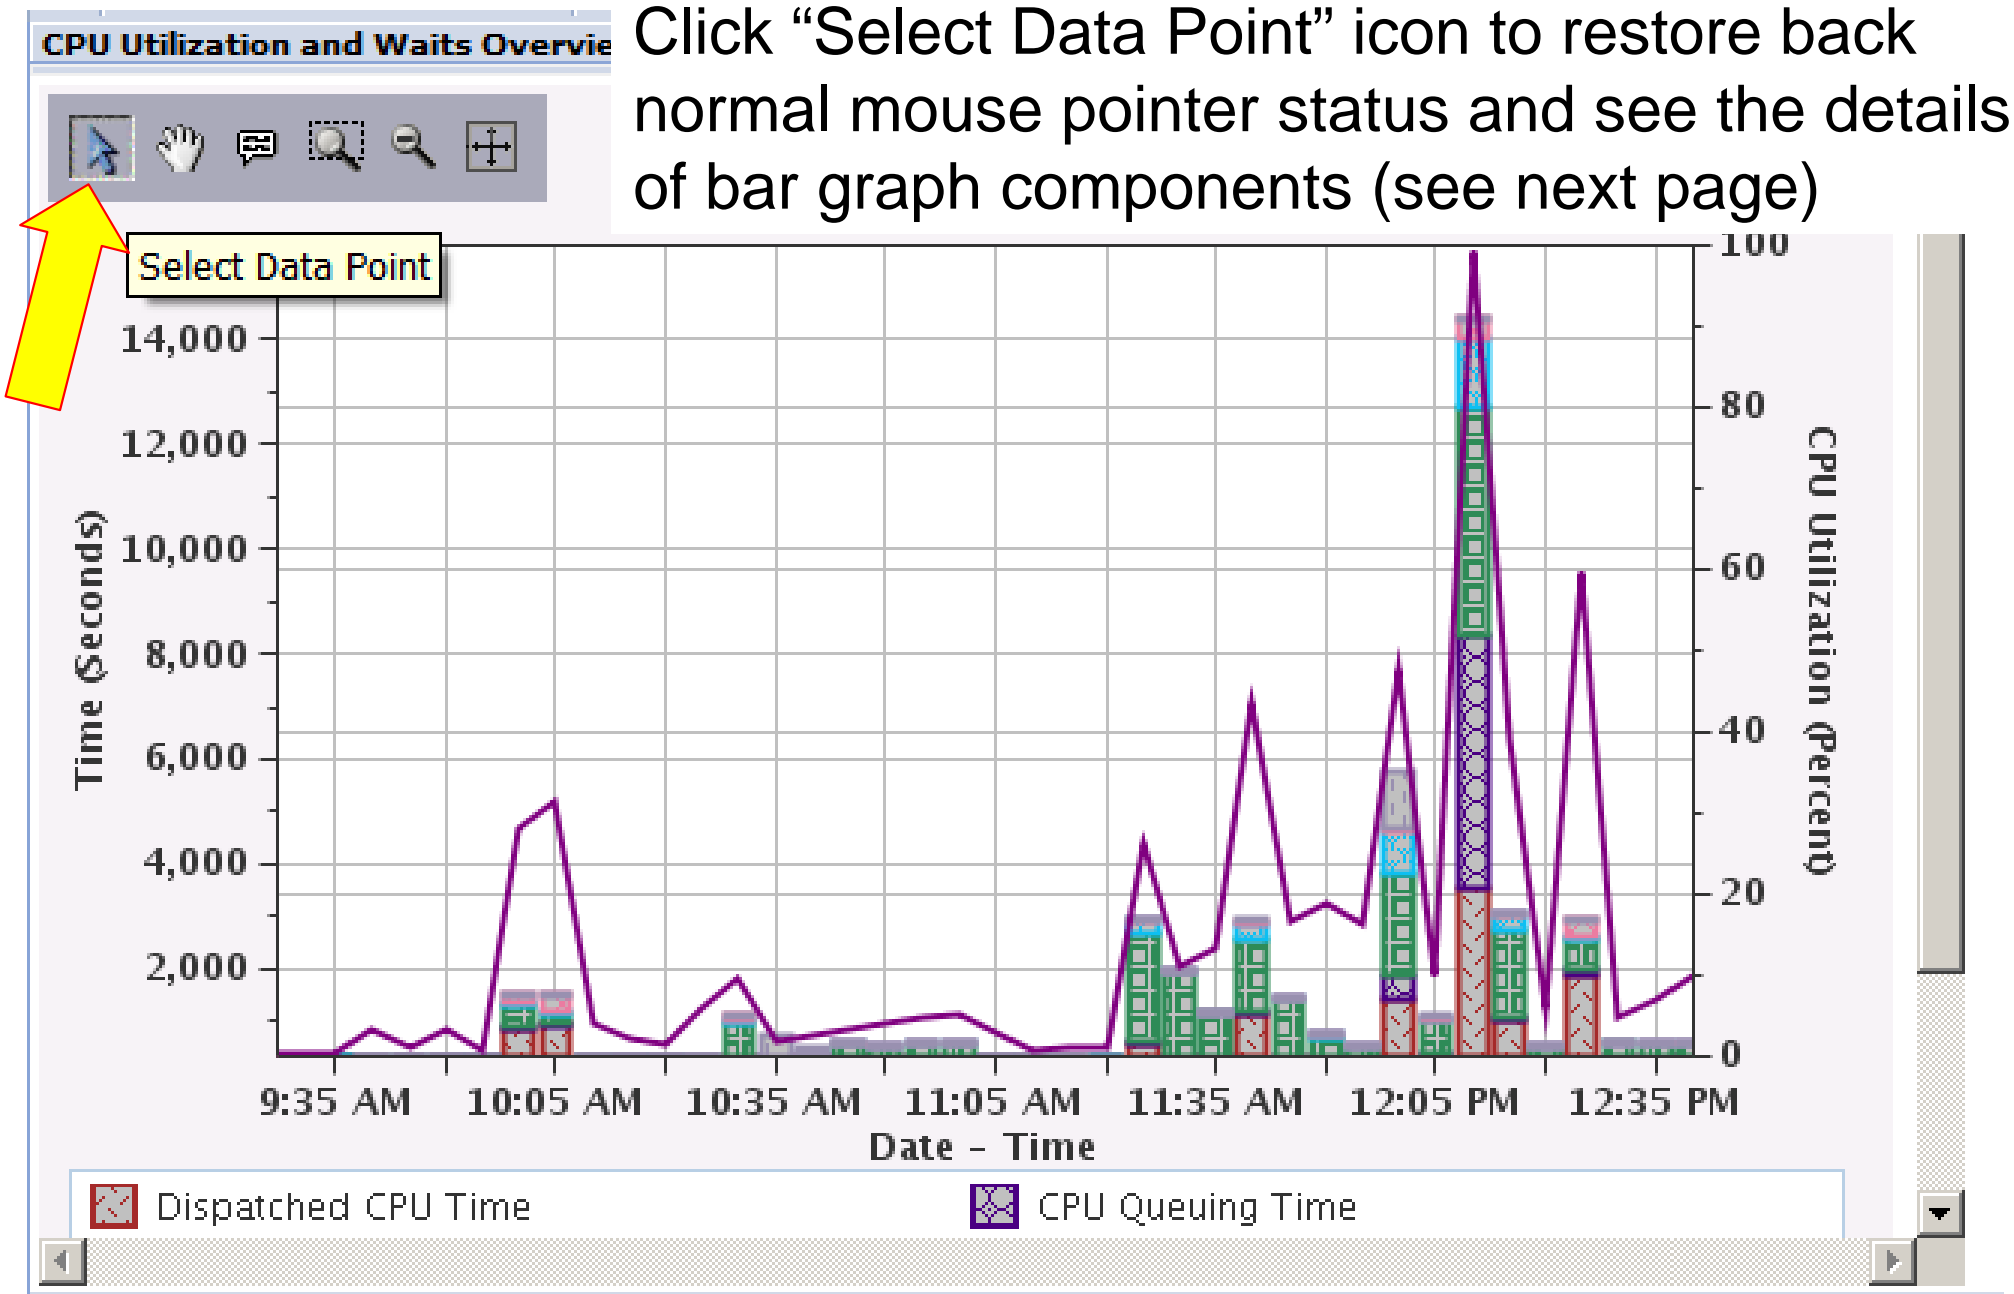 CPU Utilization and Waits Overvie
Click “Select Data Point” icon to restore back
normal mouse pointer status and see the details
of bar graph components (see next page)
Select Data Point
14,000
12,000
10,000
8,000
6,000
4,000
2,000
Time (Seconds)
100
80
60
40
20
0
CPU Utilization (Percent)
9:35 AM 10:05 AM 10:35 AM 11:05 AM 11:35 AM 12:05 PM 12:35 PM
Date – Time
Dispatched CPU Time
CPU Queuing Time